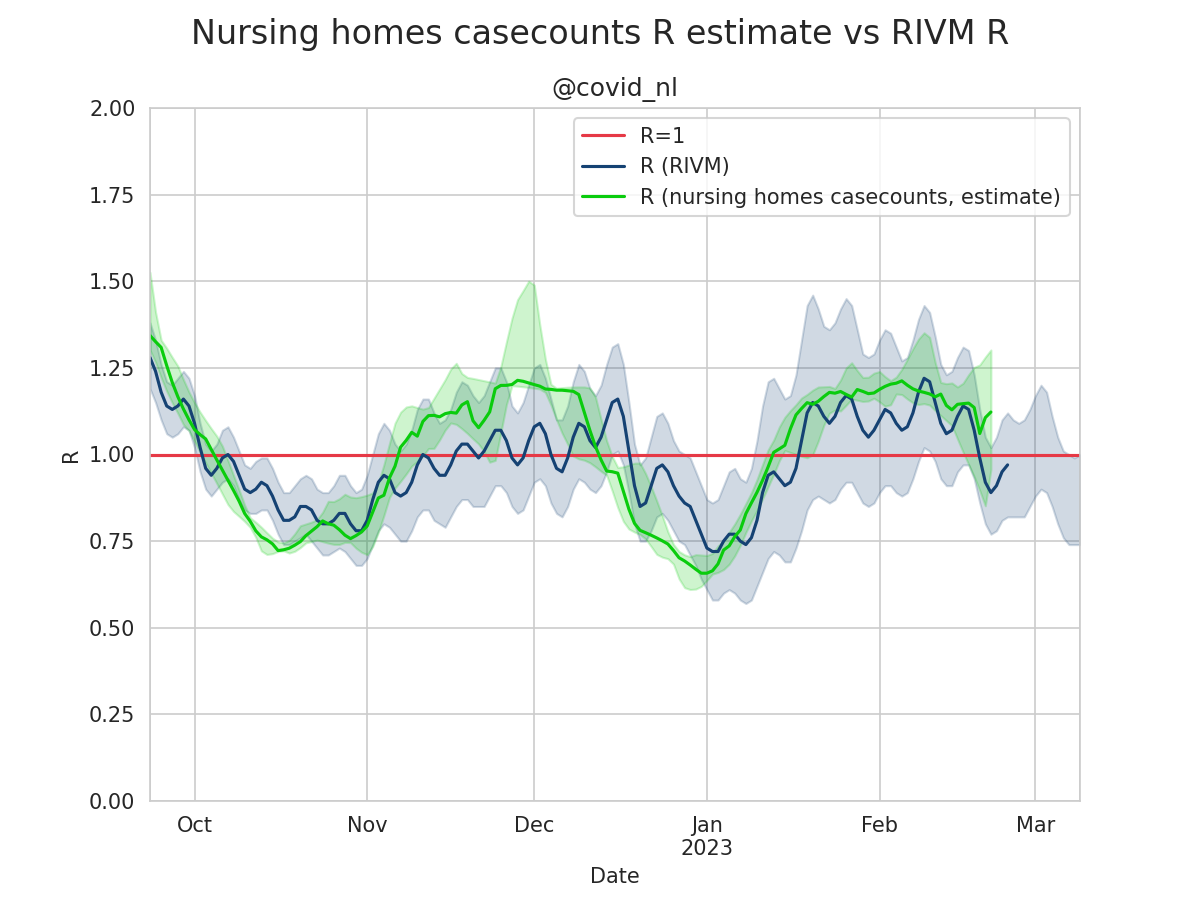 Nursing homes casecounts R estimate vs RIVM R
@covid_nl
2.00
1.75
1.50
1.25
1.00
0.75
0.50
0.25
0.00
R
R=1
R (RIVM)
R (nursing homes casecounts, estimate)
Oct Nov Dec Jan Feb Mar
2023
Date